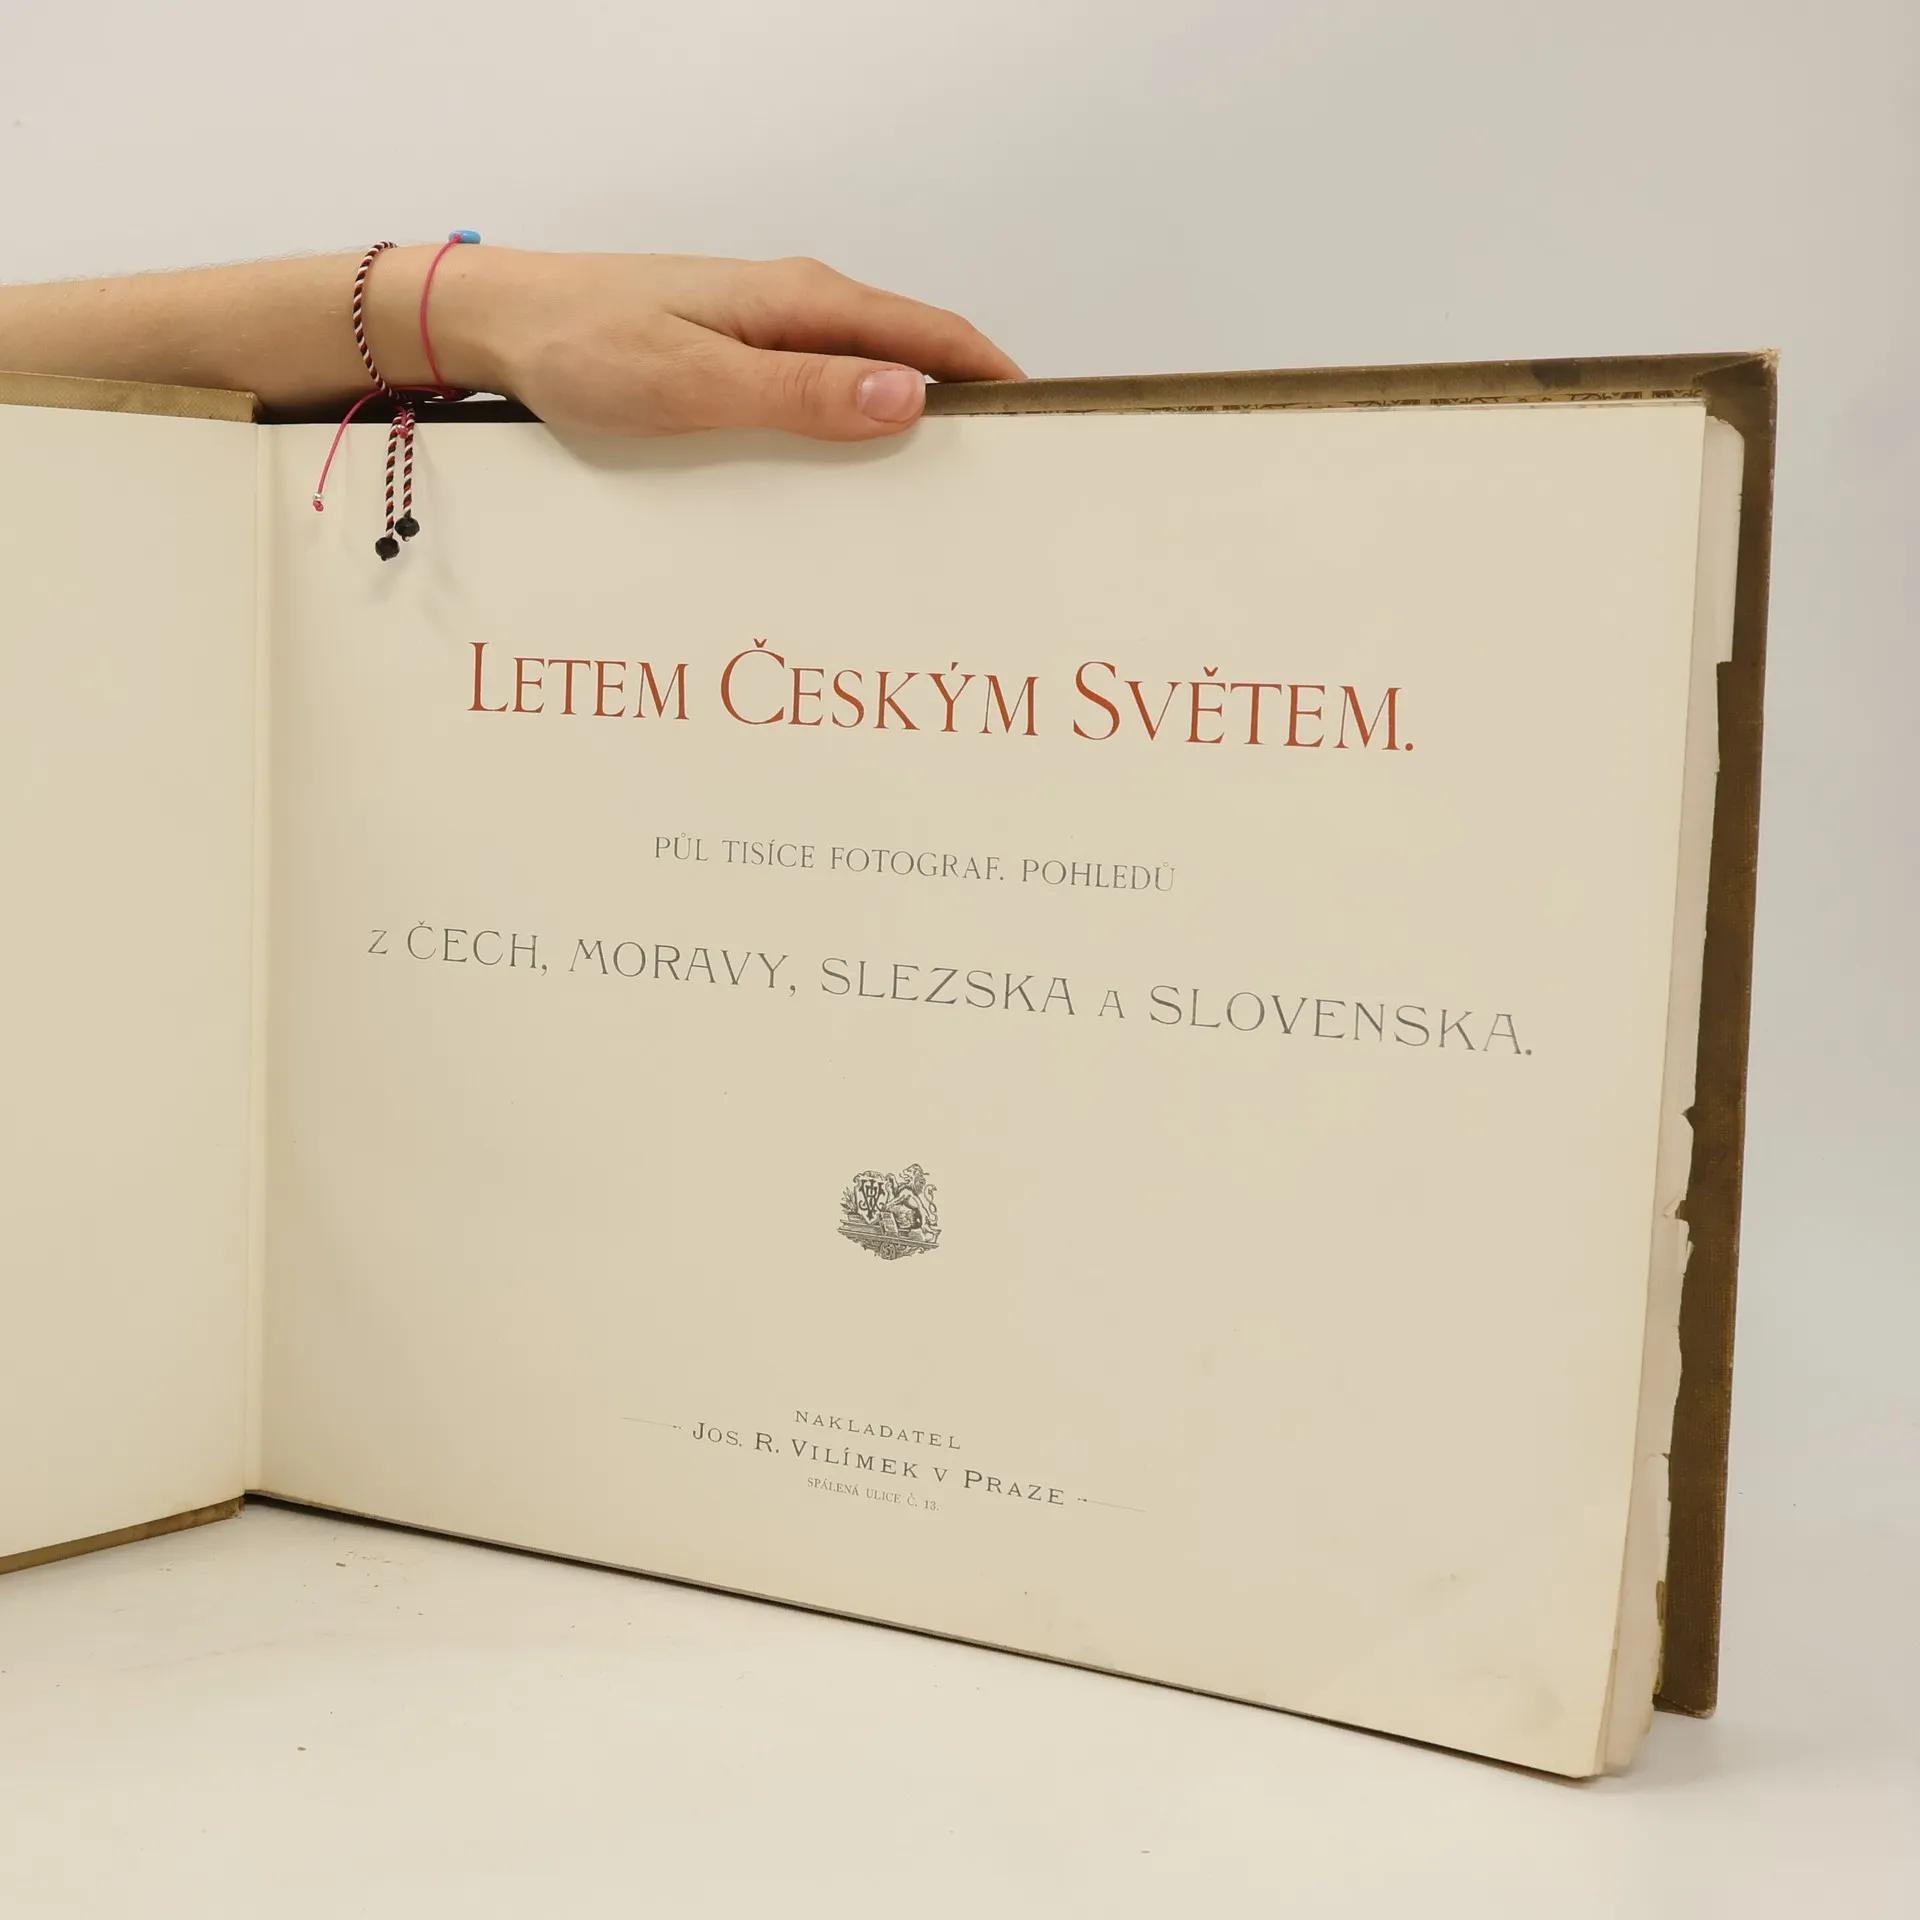 Letem Českým Světem.
PŮL TISÍCE FOTOGRAF. POHLEDŮ
Z ČECH, MORAVY, SLEZSKA A SLOVENSKA.
NAKLADATEL
Jos. R. Vilímek v Praze
SPÁLENÁ ULICE Č. 13.